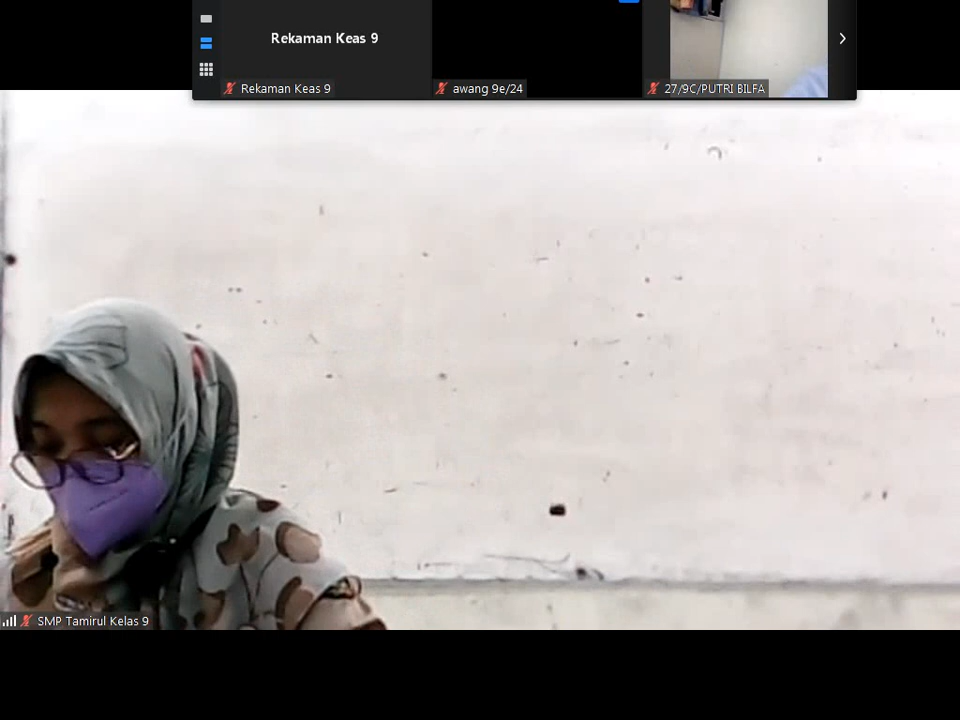 Rekaman Keas 9
Rekaman Keas 9
awang 9e/24
27/9C/PUTRI BILFA
SMP Tamirul Kelas 9